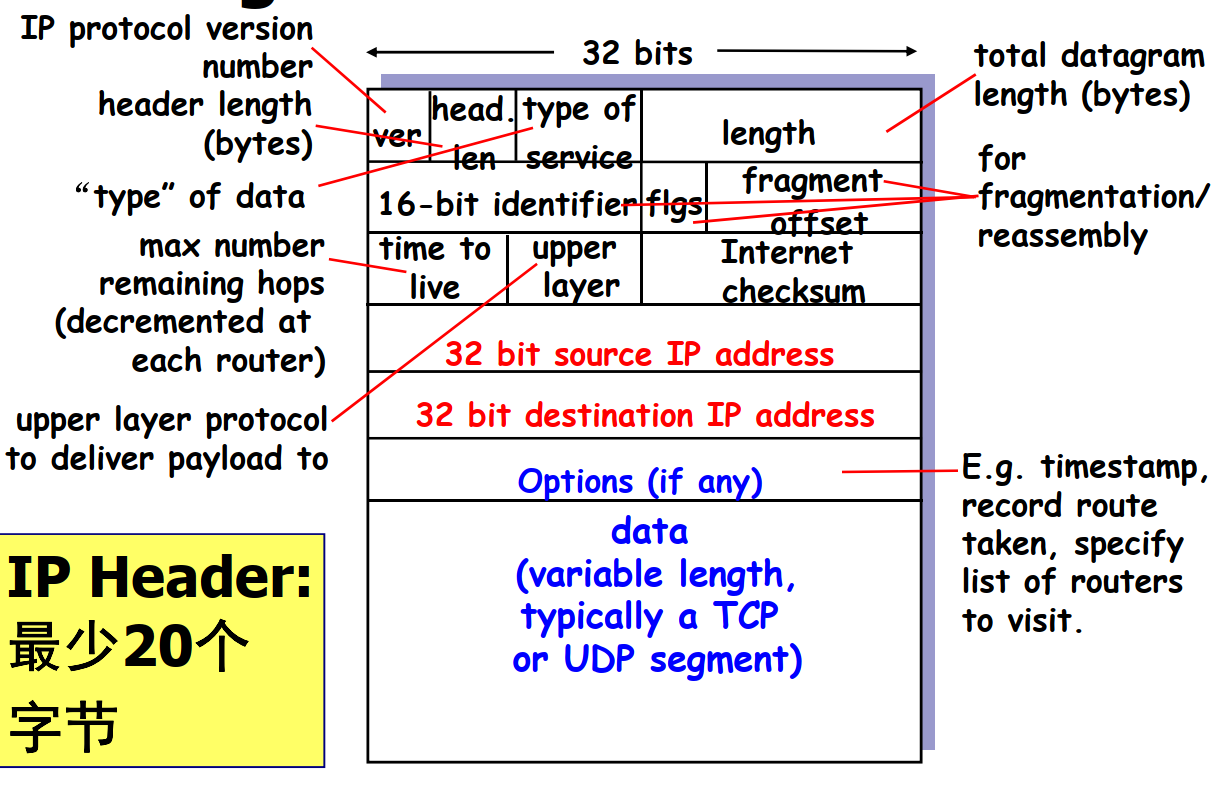 IP protocol version
number
header length
(bytes)
“type” of data
max number
remaining hops
(decremented at
each router)
upper layer protocol
to deliver payload to
32 bits
ver
head.
len
type of
service
length
16-bit identifier
flgs
fragment
offset
time to
live
upper
layer
Internet
checksum
32 bit source IP address
32 bit destination IP address
Options (if any)
data
(variable length,
typically a TCP
or UDP segment)
total datagram
length (bytes)
for
fragmentation/
reassembly
E.g. timestamp,
record route
taken, specify
list of routers
to visit.
IP Header:
最少20个
字节